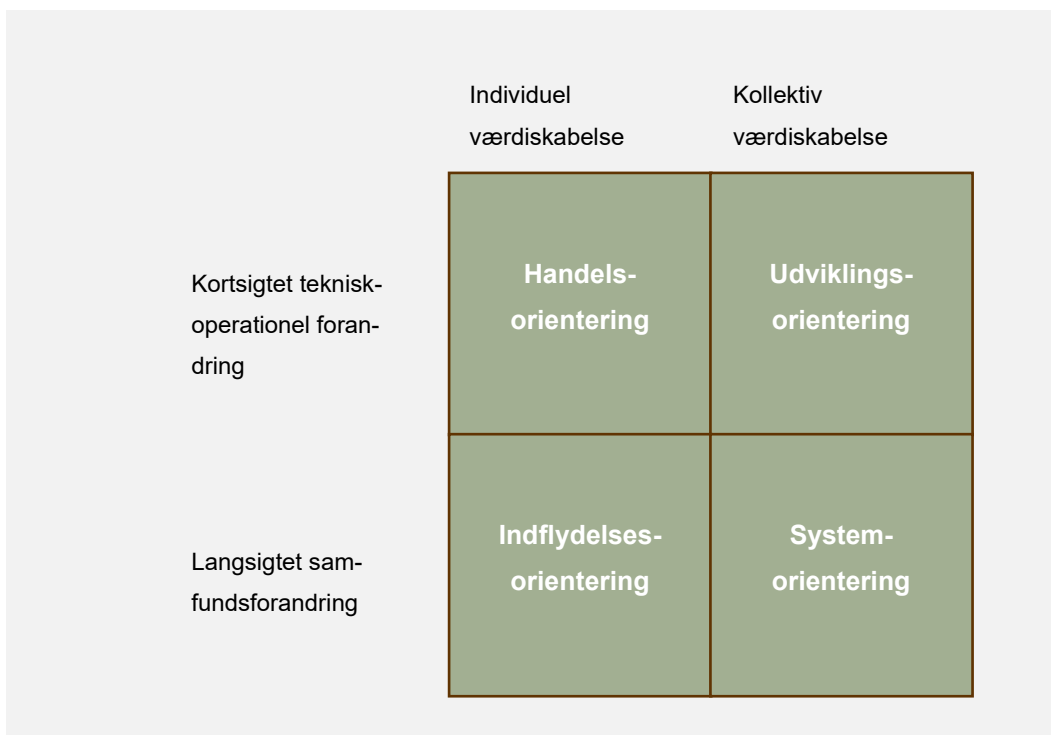 Individuel
værdiskabelse
Kollektiv
værdiskabelse
Kortsigtet teknisk-
operationel foran-
dring
Handels-
orientering
Udviklings-
orientering
Langsigtet sam-
fundsforandring
Indflydelses-
orientering
System-
orientering